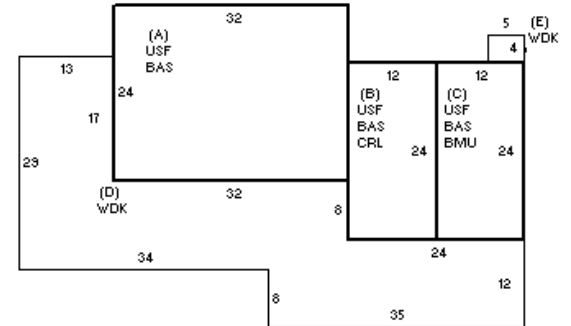 32
(A)
USF
BAS
24
13
17
29
(D)
WDK
32
8
34
8
35
12
24
12
(B)
USF
BAS
CRL
24
12
(C)
USF
BAS
BMU
24
5
4
(E)
WDK